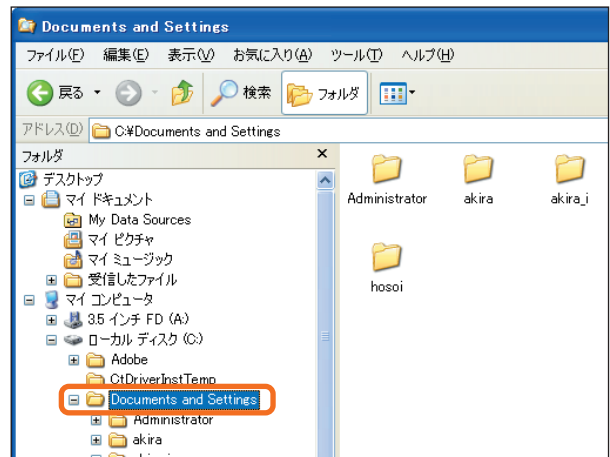 Documents and Settings
ファイル(F) 編集(E) 表示(V) お気に入り(A) ツール(T) ヘルプ(H)
戻る 検索 フォルダ
アドレス(D) C:¥Documents and Settings
フォルダ ×
デスクトップ
マイ ドキュメント
My Data Sources
マイ ピクチャ
マイ ミュージック
受信したファイル
マイ コンピュータ
3.5 インチ FD (A:)
ローカル ディスク (C:)
Adobe
CtDriverInstTemp
Documents and Settings
Administrator
akira
Administrator akira akira_i
hosoi